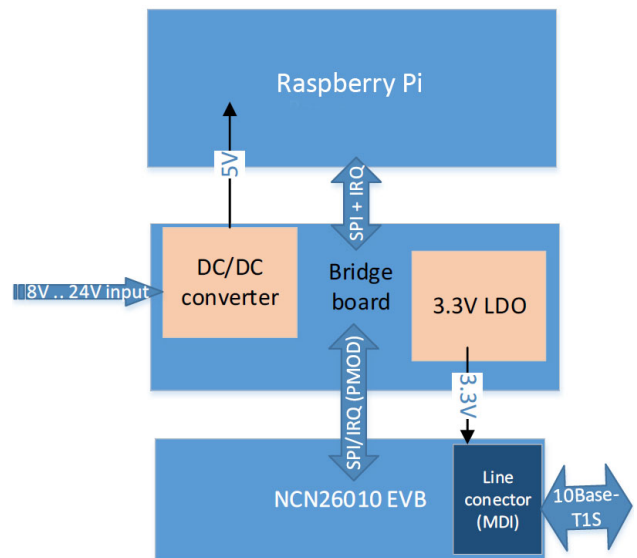 Raspberry Pi
5V
SPI + IRQ
8V .. 24V input
DC/DC
converter
Bridge
board
3.3V LDO
SPI/IRQ (PMOD)
3.3V
NCN26010 EVB
Line
conector
(MDI)
10Base-
T1S